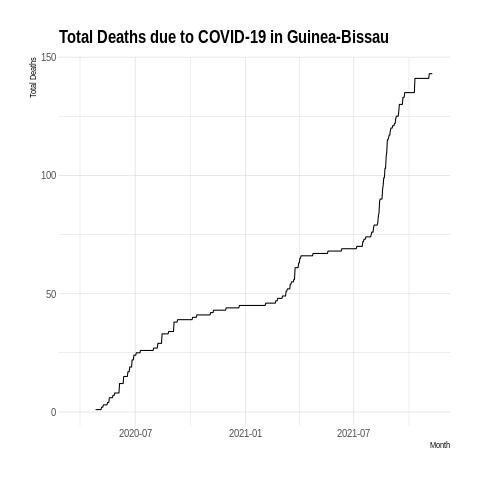 Total Deaths due to COVID-19 in Guinea-Bissau
Total Deaths
150
100
50
0
2020-07 2021-01 2021-07
Month